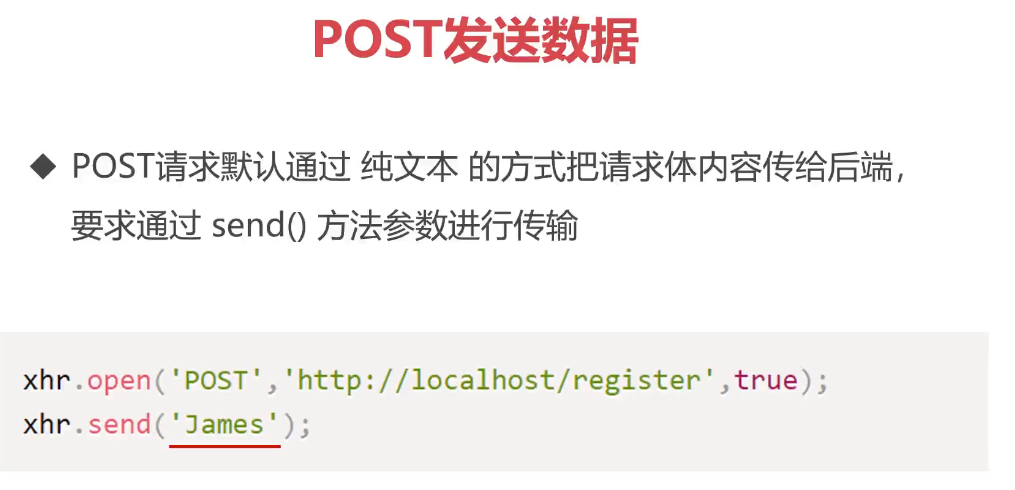 POST发送数据
◆ POST请求默认通过 纯文本 的方式把请求体内容传给后端，
要求通过 send() 方法参数进行传输
xhr.open('POST','http://localhost/register',true);
xhr.send('James');